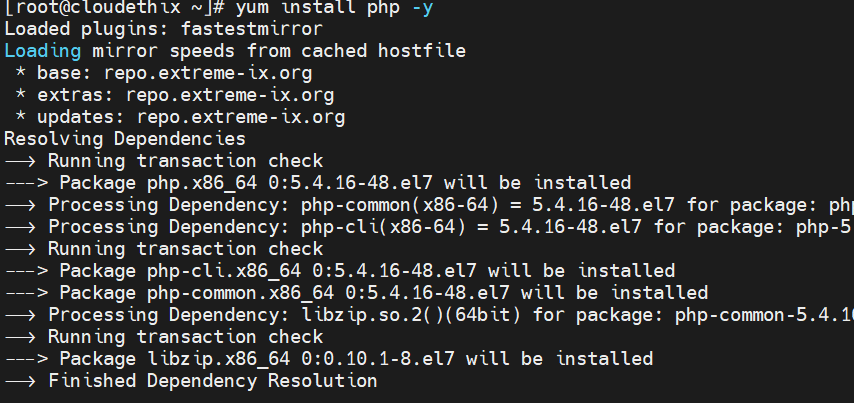 [root@cloudethix ~]# yum install php -y
Loaded plugins: fastestmirror
Loading mirror speeds from cached hostfile
 * base: repo.extreme-ix.org
 * extras: repo.extreme-ix.org
 * updates: repo.extreme-ix.org
Resolving Dependencies
--> Running transaction check
---> Package php.x86_64 0:5.4.16-48.el7 will be installed
--> Processing Dependency: php-common(x86-64) = 5.4.16-48.el7 for package: php
--> Processing Dependency: php-cli(x86-64) = 5.4.16-48.el7 for package: php-5
--> Running transaction check
---> Package php-cli.x86_64 0:5.4.16-48.el7 will be installed
---> Package php-common.x86_64 0:5.4.16-48.el7 will be installed
--> Processing Dependency: libzip.so.2()(64bit) for package: php-common-5.4.16
--> Running transaction check
---> Package libzip.x86_64 0:0.10.1-8.el7 will be installed
--> Finished Dependency Resolution